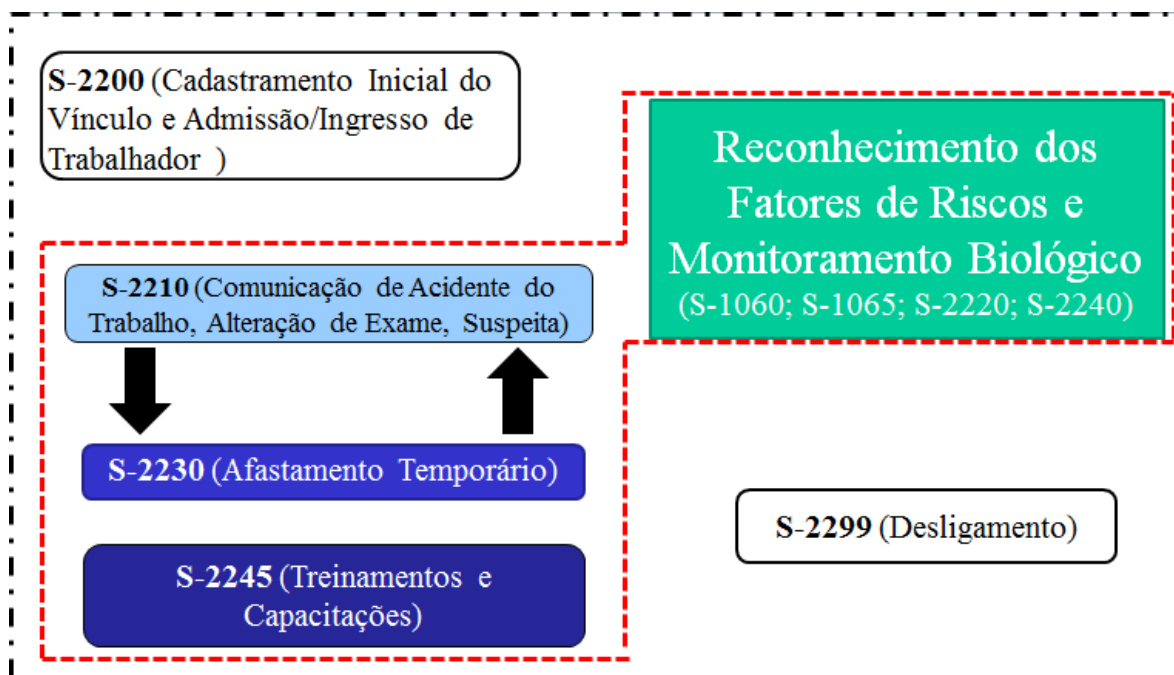 S-2200 (Cadastramento Inicial do
Vínculo e Admissão/Ingresso de
Trabalhador )
Reconhecimento dos
Fatores de Riscos e
Monitoramento Biológico
(S-1060; S-1065; S-2220; S-2240)
S-2210 (Comunicação de Acidente do
Trabalho, Alteração de Exame, Suspeita)
S-2230 (Afastamento Temporário)
S-2245 (Treinamentos e
Capacitações)
S-2299 (Desligamento)